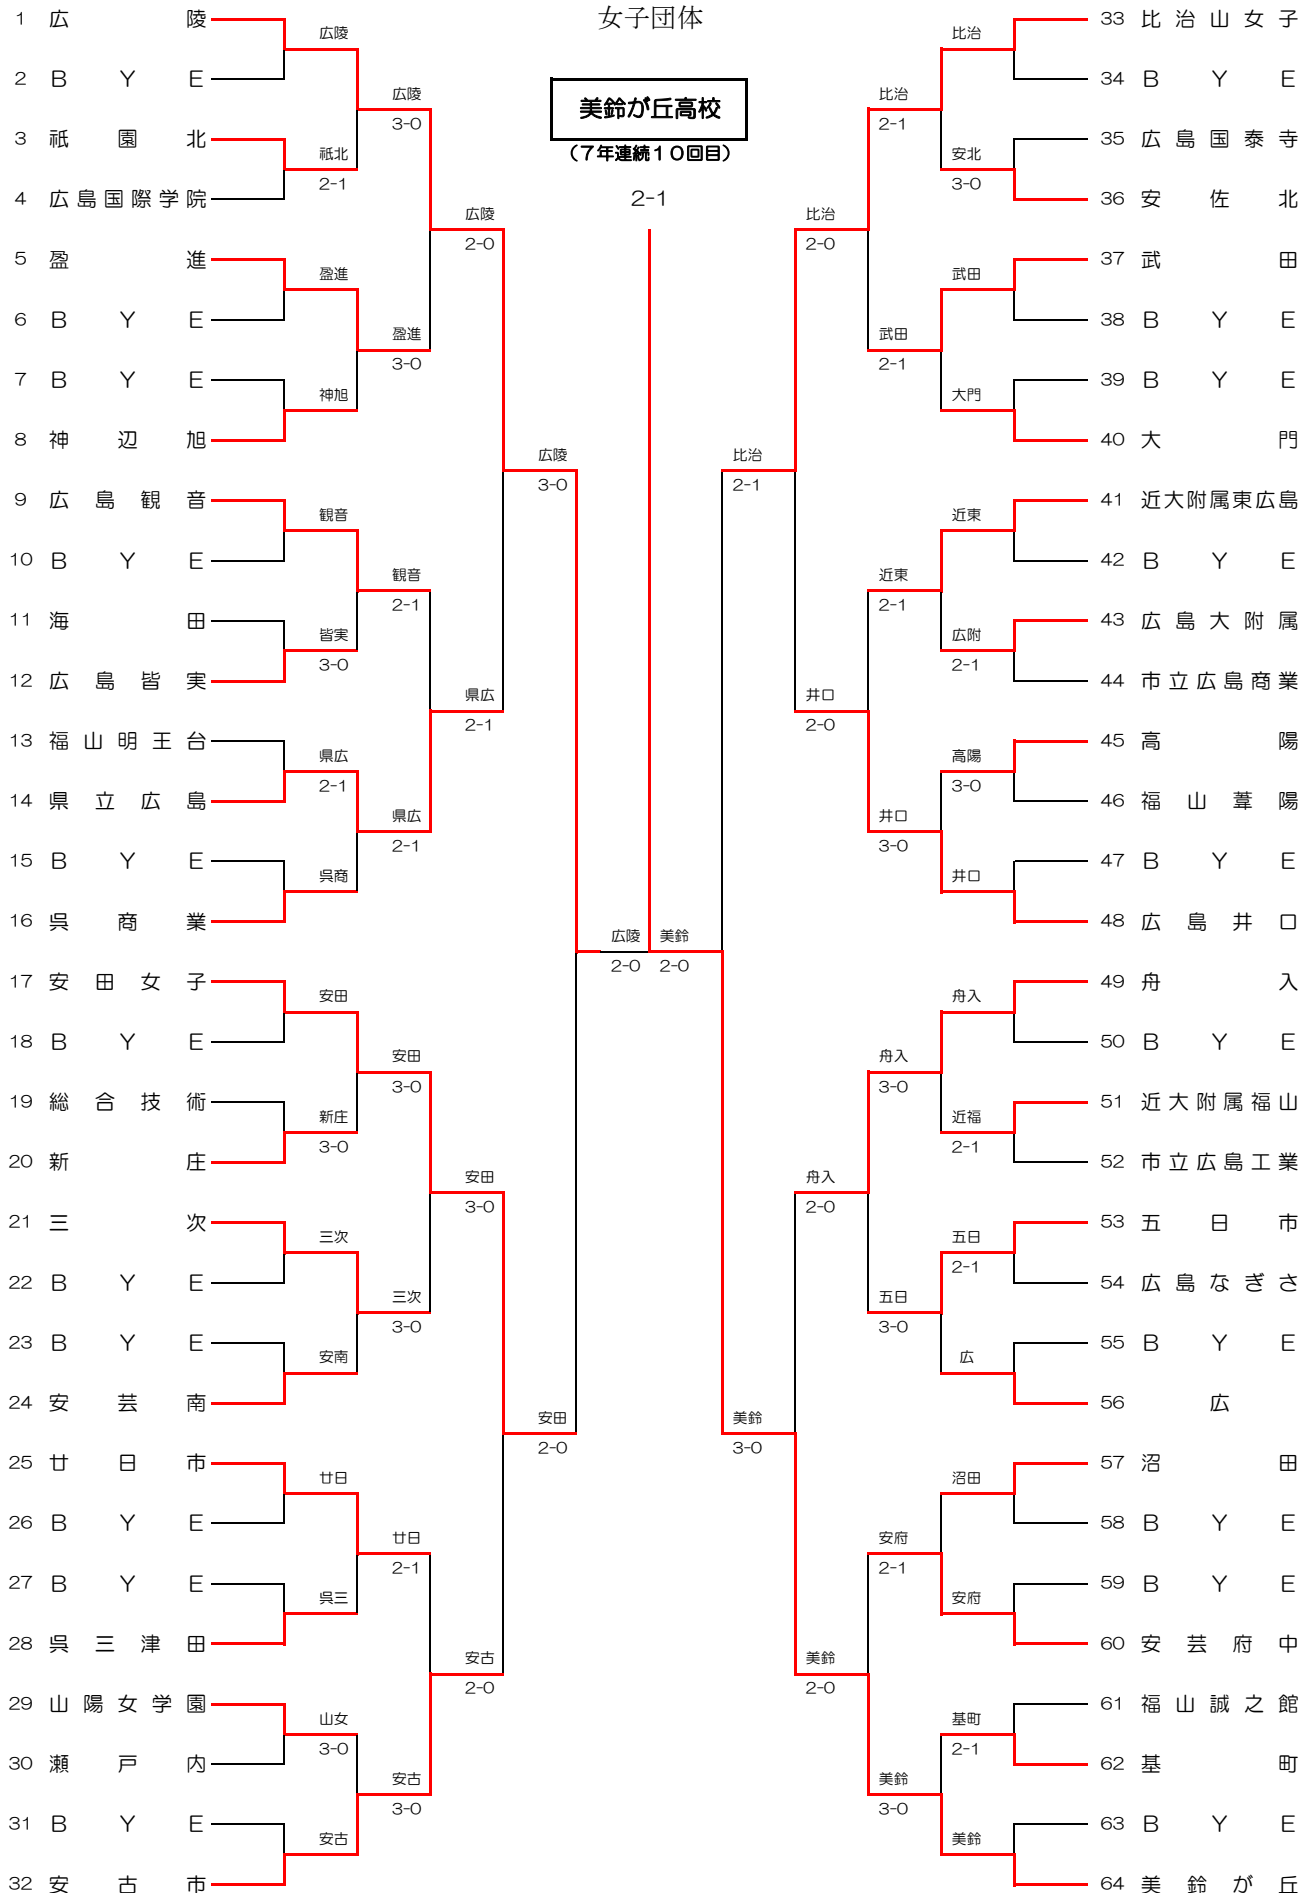 女子団体
美鈴が丘高校
（7年連続10回目）
2-1
1 広陵
2 BYE
3 祇園北
4 広島国際学院
5 盈進
6 BYE
7 BYE
8 神辺旭
9 広島観音
10 BYE
11 海田
12 広島皆実
13 福山明王台
14 県立広島
15 BYE
16 呉商業
17 安田女子
18 BYE
19 総合技術
20 新庄
21 三次
22 BYE
23 BYE
24 安芸南
25 廿日市
26 BYE
27 BYE
28 呉三津田
29 山陽女学園
30 瀬戸内
31 BYE
32 安古市
広陵
祇北
2-1
盈進
神旭
観音
皆実
3-0
県広
2-1
呉商
安田
新庄
3-0
三次
安南
廿日
呉三
山女
3-0
安古
広陵
3-0
盈進
3-0
観音
2-1
県広
2-1
安田
3-0
三次
3-0
廿日
2-1
安古
3-0
広陵
2-0
県広
2-1
安田
3-0
安古
2-0
広陵
3-0
安田
2-0
広陵
2-0
美鈴
2-0
比治
2-1
美鈴
3-0
比治
2-0
井口
2-0
舟入
2-0
美鈴
2-0
比治
2-1
武田
2-1
近東
2-1
井口
3-0
舟入
3-0
五日
3-0
安府
2-1
美鈴
3-0
比治
安北
3-0
武田
大門
近東
広附
2-1
高陽
3-0
井口
舟入
近福
2-1
五日
2-1
広
沼田
安府
基町
2-1
美鈴
33 比治山女子
34 BYE
35 広島国泰寺
36 安佐北
37 武田
38 BYE
39 BYE
40 大門
41 近大附属東広島
42 BYE
43 広島大附属
44 市立広島商業
45 高陽
46 福山葦陽
47 BYE
48 広島井口
49 舟入
50 BYE
51 近大附属福山
52 市立広島工業
53 五日市
54 広島なぎさ
55 BYE
56 広
57 沼田
58 BYE
59 BYE
60 安芸府中
61 福山誠之館
62 基町
63 BYE
64 美鈴が丘